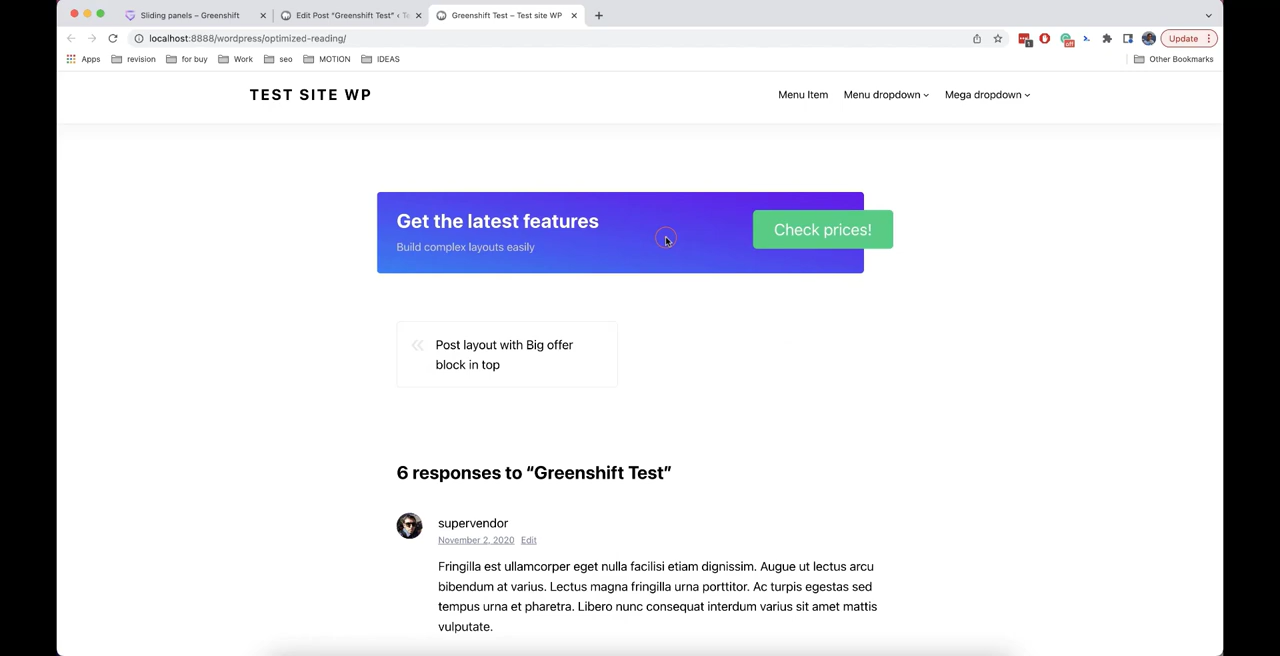 Sliding panels – Greenshift
Edit Post “Greenshift Test” ‹ Te
Greenshift Test – Test site WP
localhost:8888/wordpress/optimized-reading/
1
off
Update
Apps
revision
for buy
Work
seo
MOTION
IDEAS
Other Bookmarks
TEST SITE WP
Menu Item
Menu dropdown
Mega dropdown
Get the latest features
Build complex layouts easily
Check prices!
Post layout with Big offer
block in top
6 responses to “Greenshift Test”
supervendor
November 2, 2020 Edit
Fringilla est ullamcorper eget nulla facilisi etiam dignissim. Augue ut lectus arcu
bibendum at varius. Lectus magna fringilla urna porttitor. Ac turpis egestas sed
tempus urna et pharetra. Libero nunc consequat interdum varius sit amet mattis
vulputate.